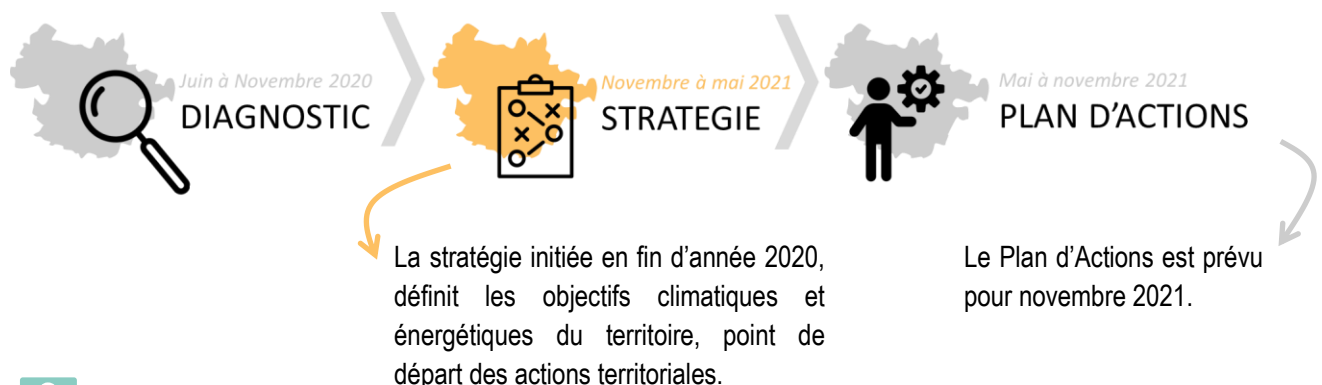 Juin à Novembre 2020
DIAGNOSTIC
Novembre à mai 2021
STRATEGIE
Mai à novembre 2021
PLAN D'ACTIONS
La stratégie initiée en fin d'année 2020,
définit les objectifs climatiques et
énergétiques du territoire, point de
départ des actions territoriales.
Le Plan d'Actions est prévu
pour novembre 2021.